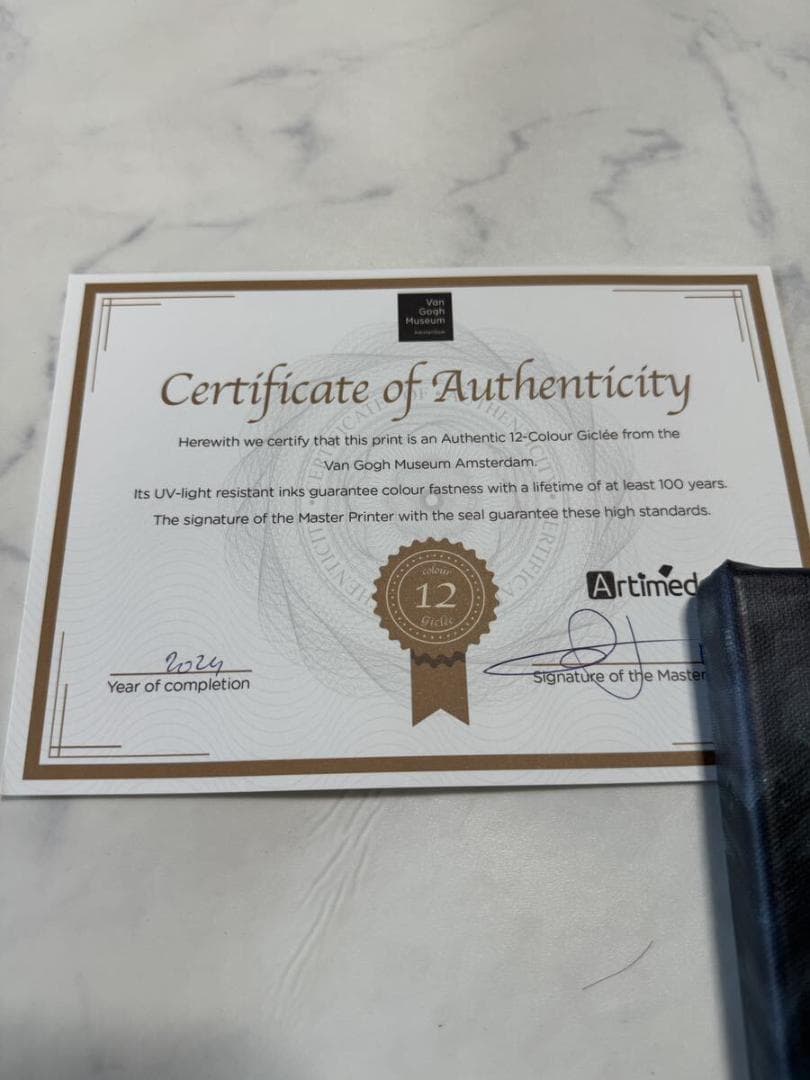 Van
Gogh
Museum
Amsterdam
Certificate of Authenticity
Herewith we certify that this print is an Authentic 12-Colour Giclée from the
Van Gogh Museum Amsterdam.
Its UV-light resistant inks guarantee colour fastness with a lifetime of at least 100 years.
The signature of the Master Printer with the seal guarantee these high standards.
colour
12
Giclée
Artimed
2024
Year of completion
Signature of the Master